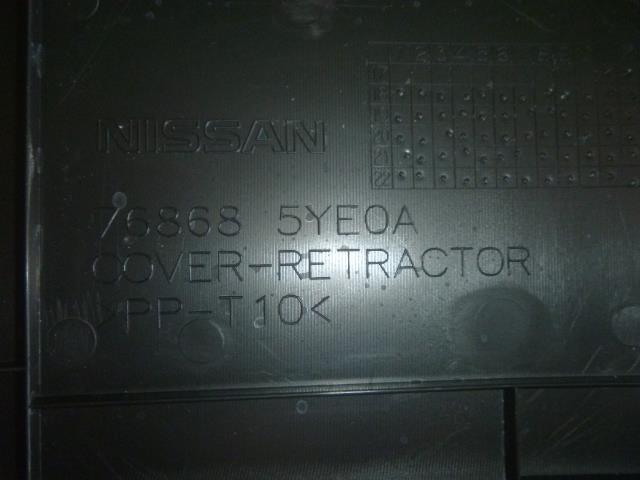 NISSAN
76868 5YE0A
COVER-RETRACTOR
>PP-T10<